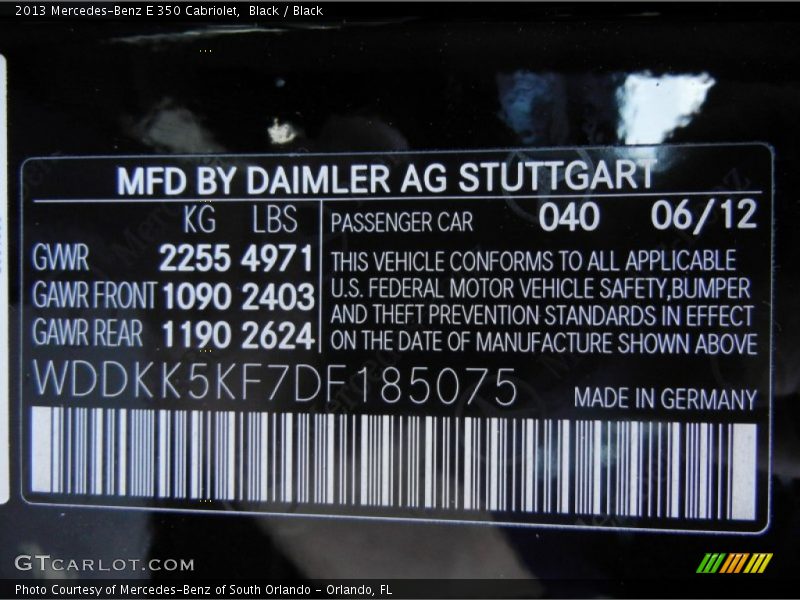 2013 Mercedes-Benz E 350 Cabriolet,  Black / Black
MFD BY DAIMLER AG STUTTGART
KG LBS
PASSENGER CAR 040 06/12
GVWR 2255 4971
GAWR FRONT 1090 2403
GAWR REAR 1190 2624
THIS VEHICLE CONFORMS TO ALL APPLICABLE
U.S. FEDERAL MOTOR VEHICLE SAFETY,BUMPER
AND THEFT PREVENTION STANDARDS IN EFFECT
ON THE DATE OF MANUFACTURE SHOWN ABOVE
WDDKK5KF7DF185075
MADE IN GERMANY
GTCARLOT.COM
Photo Courtesy of Mercedes-Benz of South Orlando - Orlando, FL